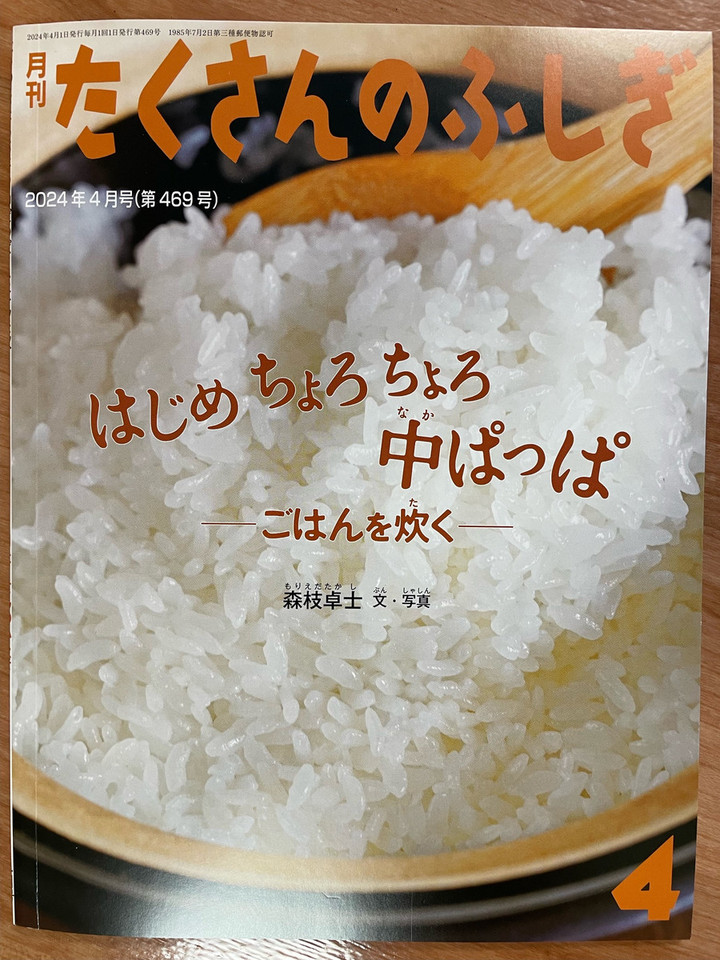 2024年4月1日発行毎月1回1日発行第469号 1985年7月2日第三種郵便物認可
月刊
たくさんのふしぎ
2024年4月号(第469号)
はじめちょろちょろ
なか
中ぱっぱ
た
ごはんを炊く
もりえだたかし ぶん しゃしん
森枝卓士 文・写真
4